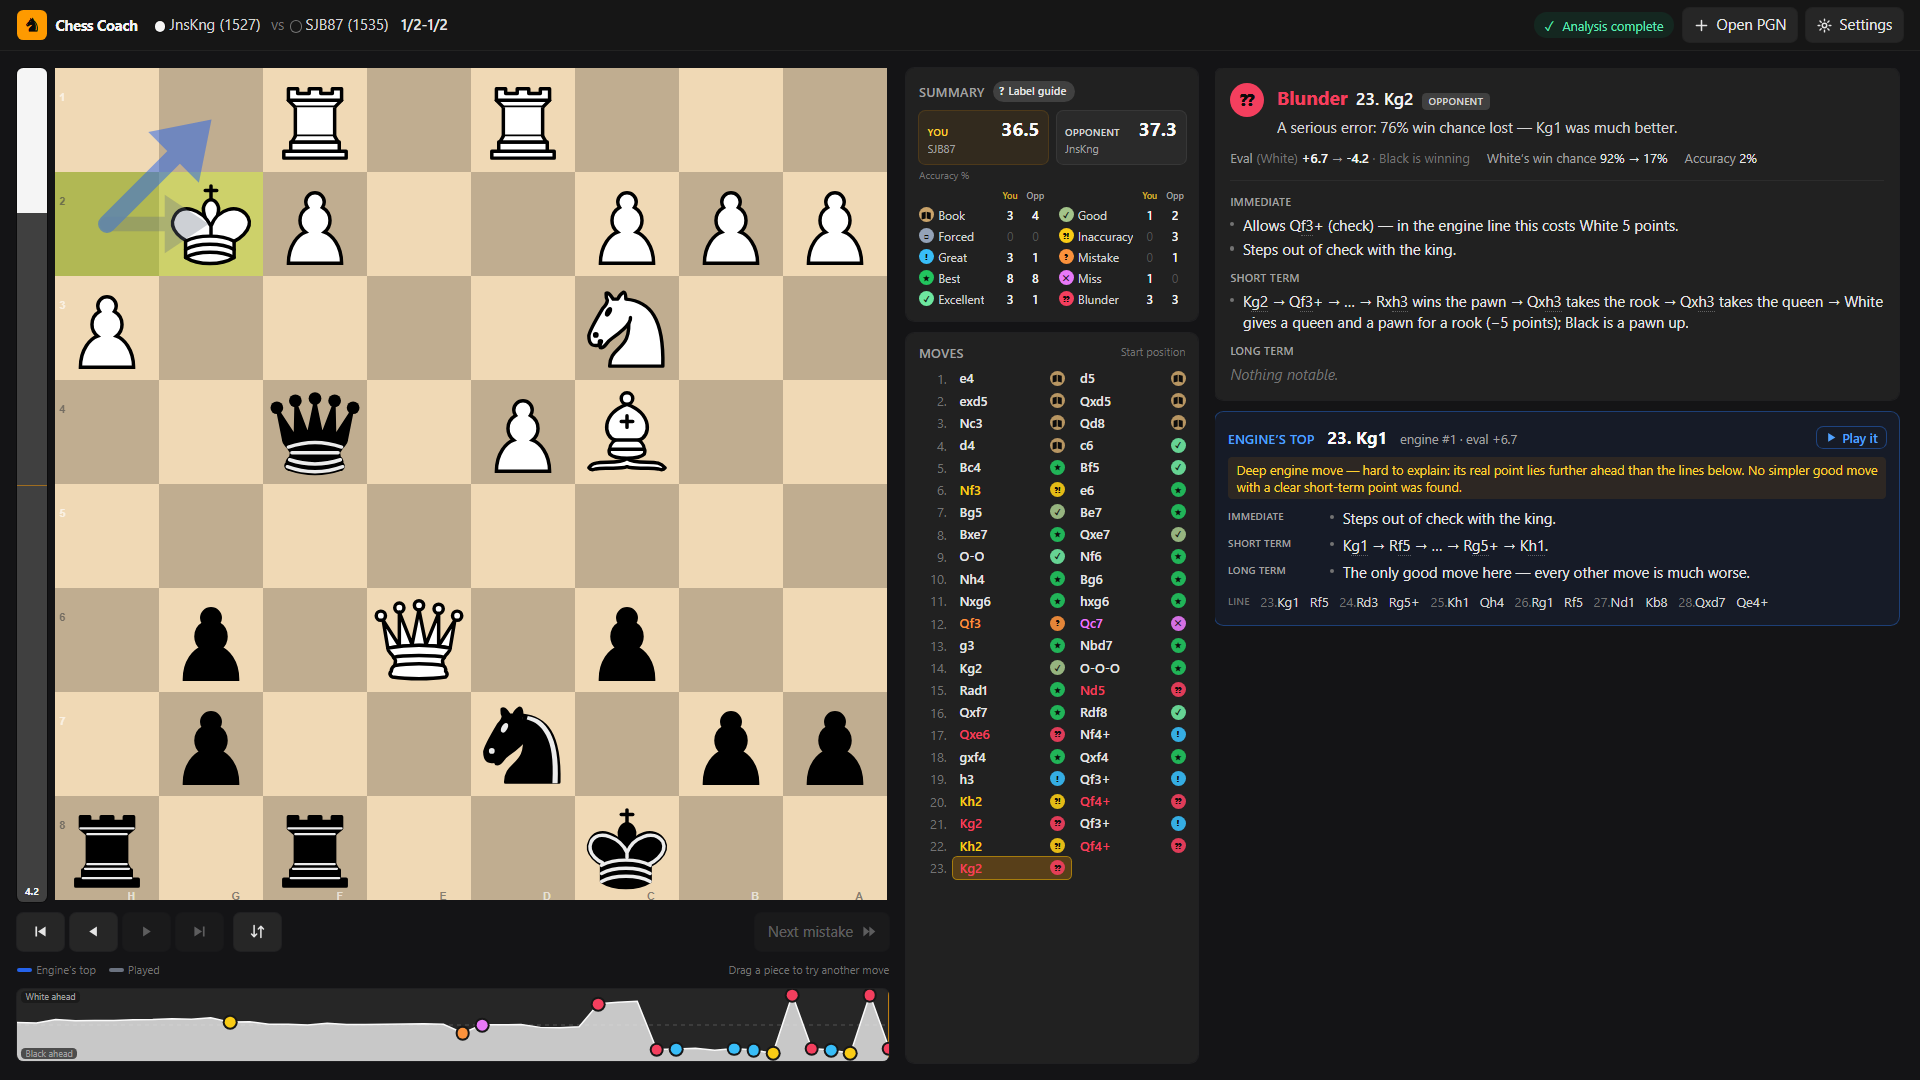 Chess Coach
JnsKng (1527) vs SJB87 (1535) 1/2-1/2
✓ Analysis complete
+ Open PGN
Settings
1
2
3
4
5
6
7
8
H G F E D C B A
4.2
Next mistake
Engine's top Played
Drag a piece to try another move
White ahead
Black ahead
SUMMARY ? Label guide
YOU 36.5
SJB87
OPPONENT 37.3
JnsKng
Accuracy %
You Opp You Opp
Book 3 4 Good 1 2
Forced 0 0 Inaccuracy 0 3
Great 3 1 Mistake 0 1
Best 8 8 Miss 1 0
Excellent 3 1 Blunder 3 3
MOVES Start position
1. e4 d5
2. exd5 Qxd5
3. Nc3 Qd8
4. d4 c6
5. Bc4 Bf5
6. Nf3 e6
7. Bg5 Be7
8. Bxe7 Qxe7
9. O-O Nf6
10. Nh4 Bg6
11. Nxg6 hxg6
12. Qf3 Qc7
13. g3 Nbd7
14. Kg2 O-O-O
15. Rad1 Nd5
16. Qxf7 Rdf8
17. Qxe6 Nf4+
18. gxf4 Qxf4
19. h3 Qf3+
20. Kh2 Qf4+
21. Kg2 Qf3+
22. Kh2 Qf4+
23. Kg2
?? Blunder 23. Kg2 OPPONENT
A serious error: 76% win chance lost — Kg1 was much better.
Eval (White) +6.7 → -4.2 · Black is winning White's win chance 92% → 17% Accuracy 2%
IMMEDIATE
• Allows Qf3+ (check) — in the engine line this costs White 5 points.
• Steps out of check with the king.
SHORT TERM
• Kg2 → Qf3+ → ... → Rxh3 wins the pawn → Qxh3 takes the rook → Qxh3 takes the queen → White
gives a queen and a pawn for a rook (−5 points); Black is a pawn up.
LONG TERM
Nothing notable.
ENGINE'S TOP 23. Kg1 engine #1 · eval +6.7
Play it
Deep engine move — hard to explain: its real point lies further ahead than the lines below. No simpler good move
with a clear short-term point was found.
IMMEDIATE • Steps out of check with the king.
SHORT TERM • Kg1 → Rf5 → ... → Rg5+ → Kh1.
LONG TERM • The only good move here — every other move is much worse.
LINE 23.Kg1 Rf5 24.Rd3 Rg5+ 25.Kh1 Qh4 26.Rg1 Rf5 27.Nd1 Kb8 28.Qxd7 Qe4+